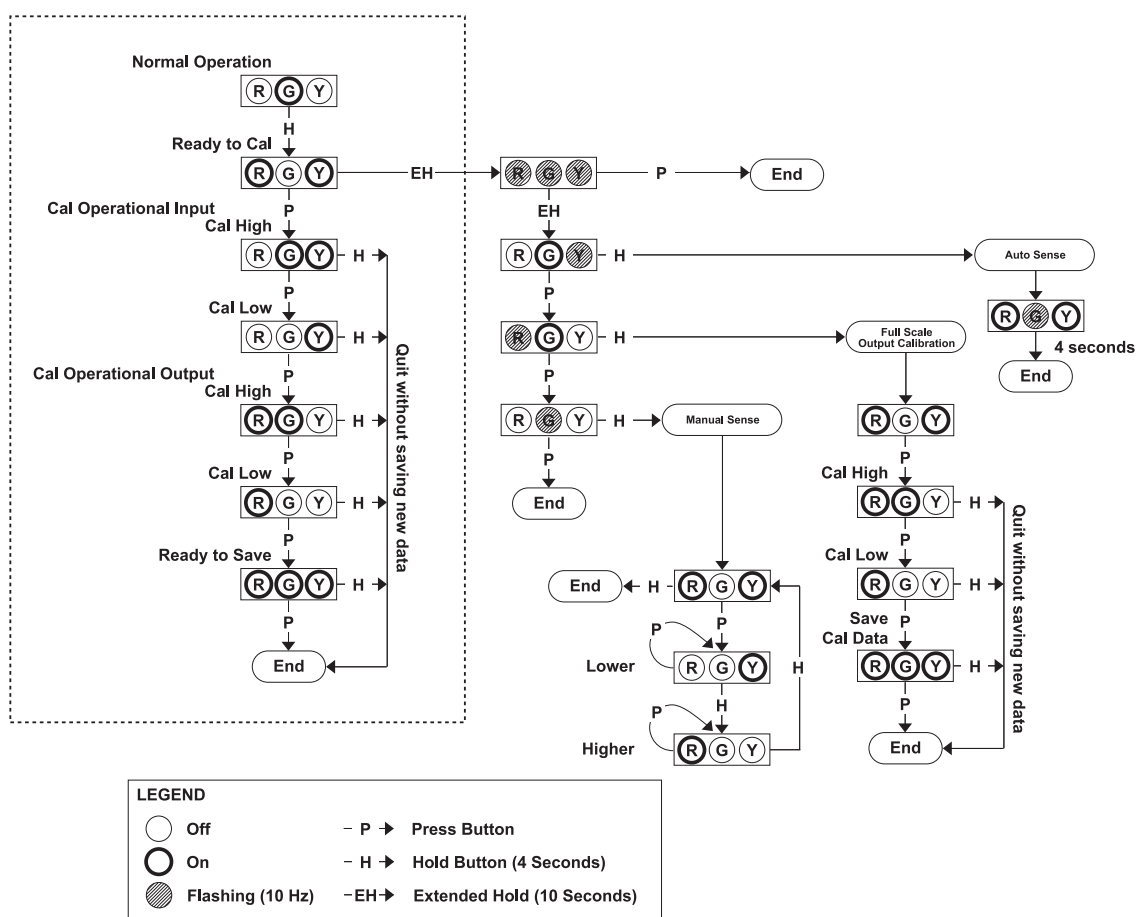 Normal Operation
R G Y
H
Ready to Cal
R G Y
EH
R G Y
P
End
P
EH
Cal Operational Input
Cal High
R G Y
H
R G Y
H
Auto Sense
P
P
R G Y
4 seconds
End
Cal Low
R G Y
H
R G Y
H
Full Scale
Output Calibration
P
P
Cal Operational Output
Cal High
R G Y
H
R G Y
H
Manual Sense
R G Y
P
P
End
P
Cal Low
R G Y
H
Cal High
R G Y
H
P
P
Ready to Save
R G Y
H
Cal Low
R G Y
H
P
End
Quit without saving new data
End
H
R G Y
P
P
Lower
R G Y
H
H
P
Higher
R G Y
Save
P
Cal Data
R G Y
H
P
End
Quit without saving new data
LEGEND
Off
P
Press Button
On
H
Hold Button (4 Seconds)
Flashing (10 Hz)
EH
Extended Hold (10 Seconds)